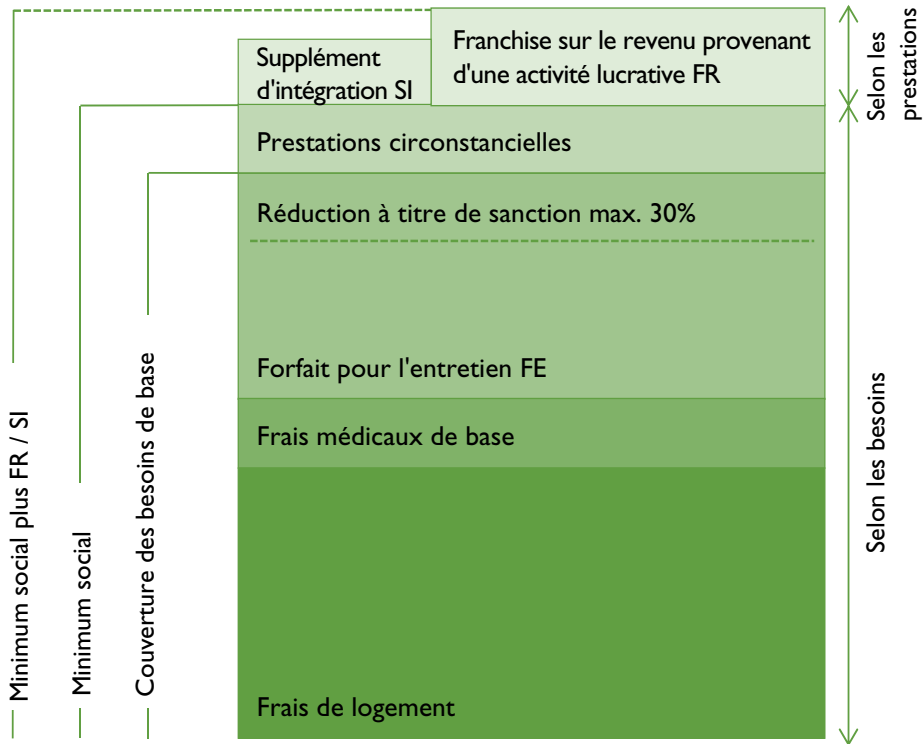 Supplément
d'intégration SI
Franchise sur le revenu provenant
d'une activité lucrative FR
Prestations circonstancielles
Réduction à titre de sanction max. 30%
Forfait pour l'entretien FE
Frais médicaux de base
Frais de logement
Minimum social plus FR / SI
Minimum social
Couverture des besoins de base
Selon les
prestations
Selon les besoins